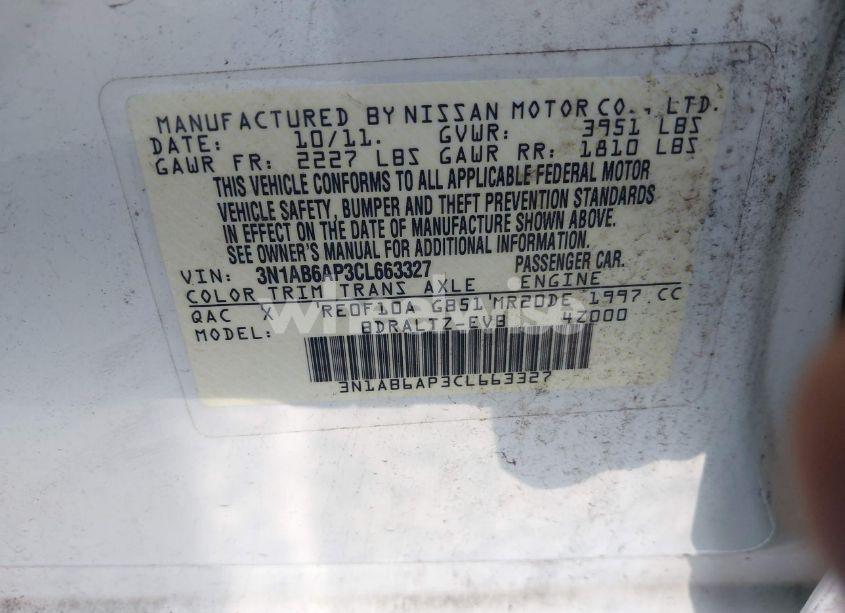 MANUFACTURED BY NISSAN MOTOR CO., LTD.
DATE: 10/11. GVWR: 3951 LBS
GAWR FR: 2227 LBS GAWR RR: 1810 LBS
THIS VEHICLE CONFORMS TO ALL APPLICABLE FEDERAL MOTOR
VEHICLE SAFETY, BUMPER AND THEFT PREVENTION STANDARDS
IN EFFECT ON THE DATE OF MANUFACTURE SHOWN ABOVE.
SEE OWNER'S MANUAL FOR ADDITIONAL INFORMATION
VIN: 3N1AB6AP3CL663327 PASSENGER CAR.
COLOR TRIM TRANS AXLE ENGINE
QAC X RE0F10A GB51 MR20DE 1997 CC
MODEL: BDRALTZ-EVB 4Z000
3N1AB6AP3CL663327